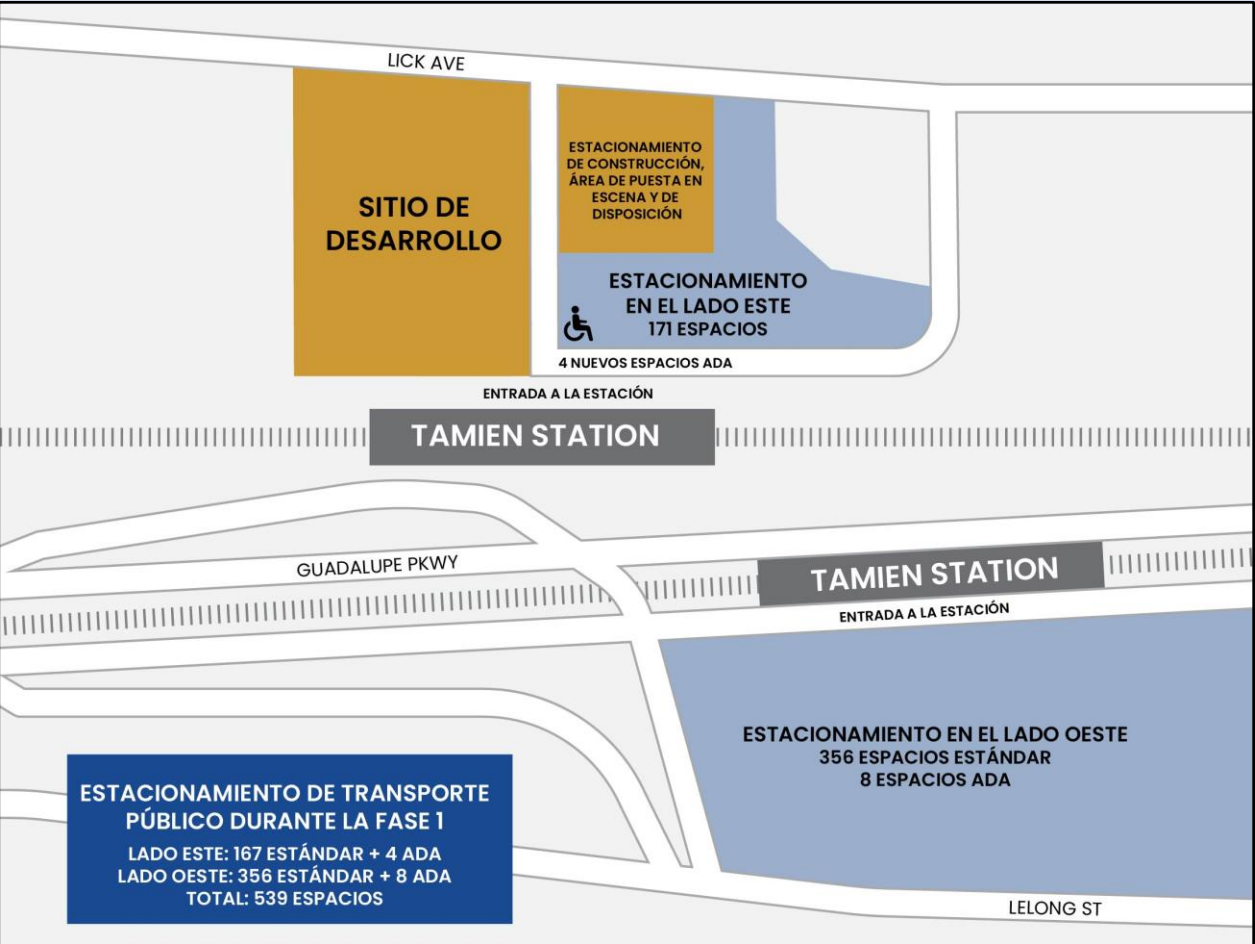 LICK AVE
SITIO DE
DESARROLLO
ESTACIONAMIENTO
DE CONSTRUCCIÓN,
ÁREA DE PUESTA EN
ESCENA Y DE
DISPOSICIÓN
ESTACIONAMIENTO
EN EL LADO ESTE
171 ESPACIOS
4 NUEVOS ESPACIOS ADA
ENTRADA A LA ESTACIÓN
TAMIEN STATION
GUADALUPE PKWY
TAMIEN STATION
ENTRADA A LA ESTACIÓN
ESTACIONAMIENTO EN EL LADO OESTE
356 ESPACIOS ESTÁNDAR
8 ESPACIOS ADA
ESTACIONAMIENTO DE TRANSPORTE
PÚBLICO DURANTE LA FASE 1
LADO ESTE: 167 ESTÁNDAR + 4 ADA
LADO OESTE: 356 ESTÁNDAR + 8 ADA
TOTAL: 539 ESPACIOS
LELONG ST